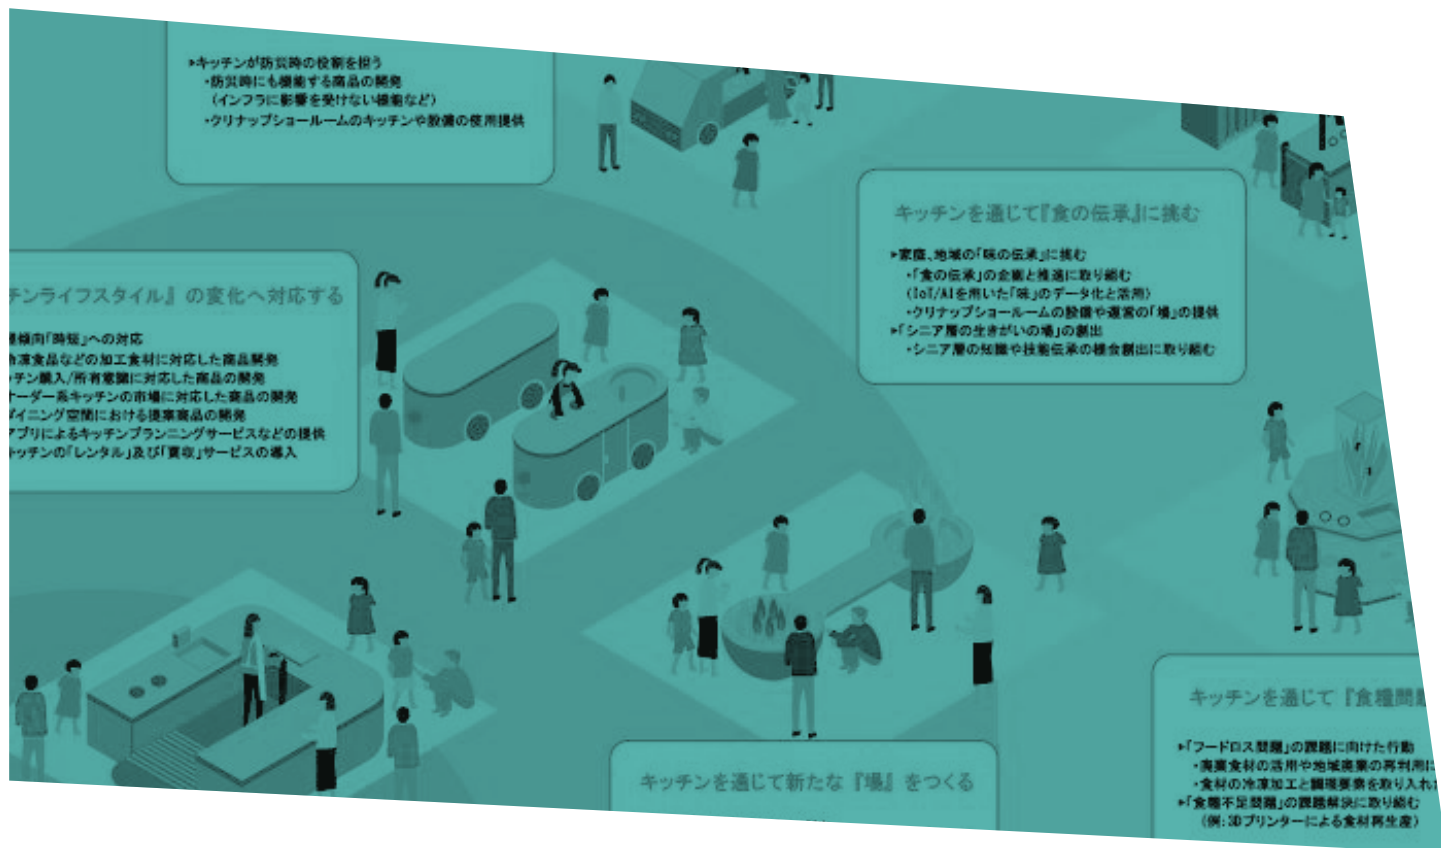 ▸キッチンが防災時の役割を担う
・防災時にも機能する商品の開発
(インフラに影響を受けない機能など)
・クリナップショールームのキッチンや設備の使用提供
キッチンを通じて『食の伝承』に挑む
▸家庭、地域の「味の伝承」に挑む
・「食の伝承」の企画と推進に取り組む
(IoT/AIを用いた「味」のデータ化と活用)
・クリナップショールームの設備や運営の「場」の提供
▸「シニア層の生きがいの場」の創出
・シニア層の知識や技能伝承の機会創出に取り組む
チンライフスタイル』の変化へ対応する
傾向「時短」への対応
冷凍食品などの加工食材に対応した商品開発
ッチン購入/所有意識に対応した商品の開発
オーダー系キッチンの市場に対応した商品の開発
ダイニング空間における提案商品の開発
アプリによるキッチンプランニングサービスなどの提供
キッチンの「レンタル」及び「買取」サービスの導入
キッチンを通じて新たな『場』をつくる
キッチンを通じて『食糧問題
▸「フードロス問題」の課題に向けた行動
・廃棄食材の活用や地域廃棄の再利用に
・食材の冷凍加工と調理要素を取り入れ
▸「食糧不足問題」の課題解決に取り組む
(例:3Dプリンターによる食材再生産)